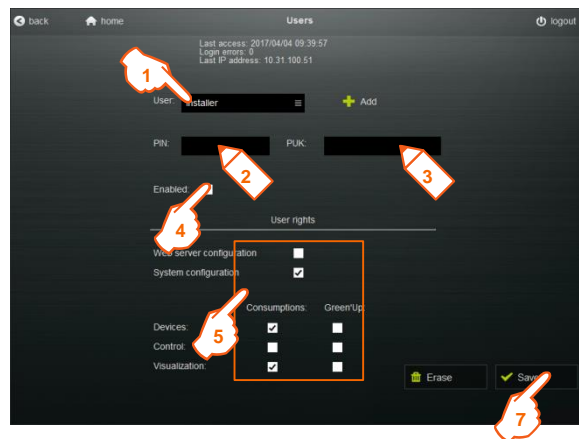 back home Users logout
Last access: 2017/04/04 09:39:57
Login errors: 0
Last IP address: 10.31.100.51
1
User: Installer Add
PIN: PUK:
2 3
Enabled:
4
User rights
Web server configuration
System configuration
Consumptions: Green'Up:
5
Devices:
Control:
Visualization:
Erase Save
7